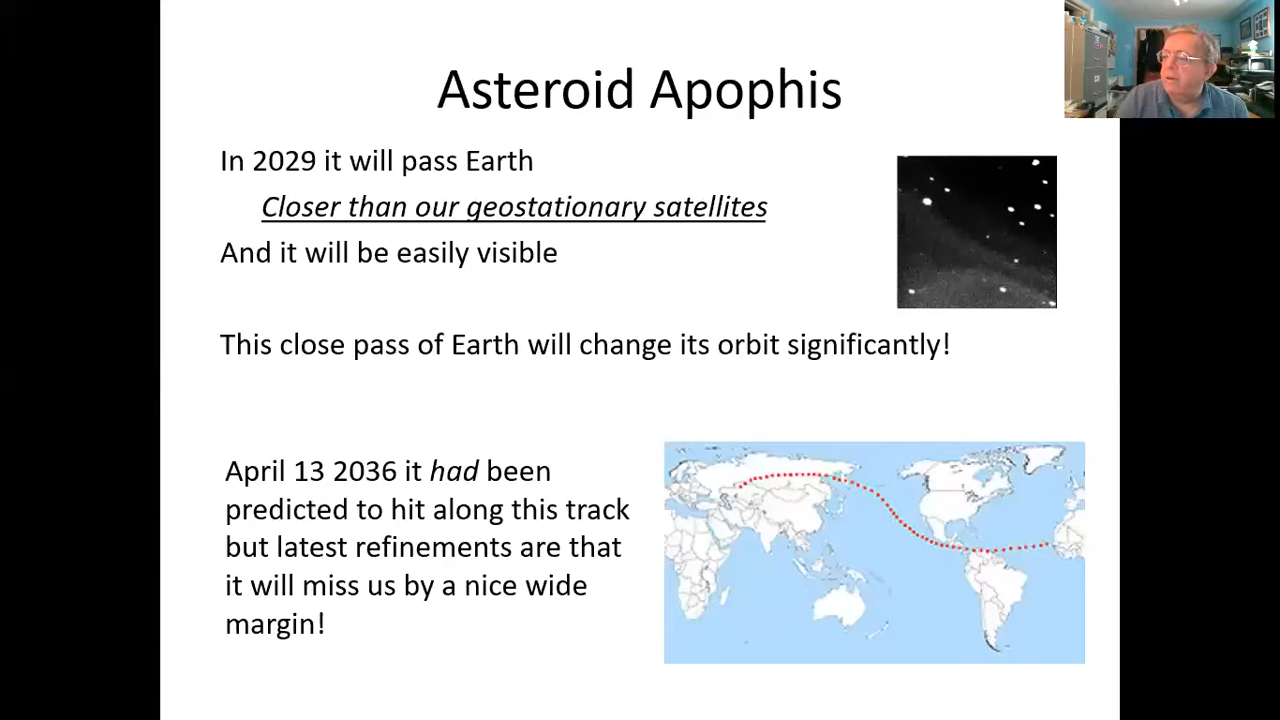 Asteroid Apophis
In 2029 it will pass Earth
Closer than our geostationary satellites
And it will be easily visible
This close pass of Earth will change its orbit significantly!
April 13 2036 it had been
predicted to hit along this track
but latest refinements are that
it will miss us by a nice wide
margin!